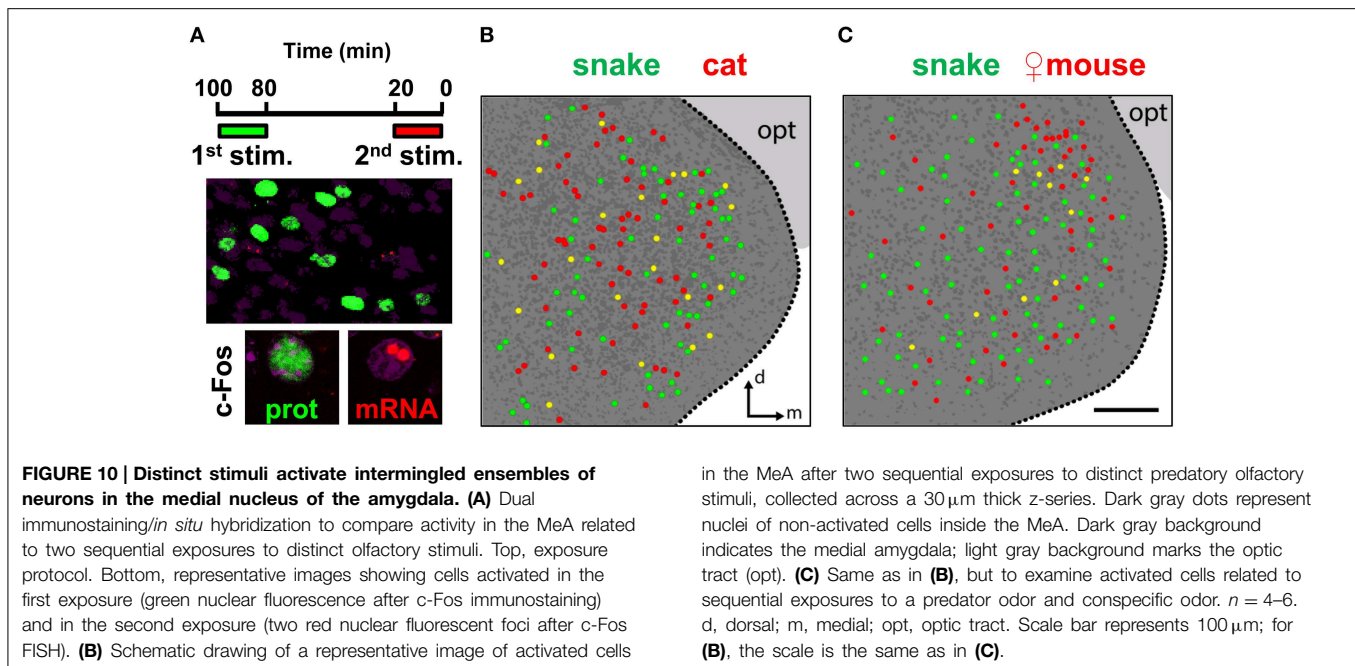 A
Time (min)
100 80 20 0
1st stim. 2nd stim.
c-Fos
prot
mRNA
B
snake cat
opt
d
m
C
snake ♀mouse
opt
FIGURE 10 | Distinct stimuli activate intermingled ensembles of
neurons in the medial nucleus of the amygdala. (A) Dual
immunostaining/in situ hybridization to compare activity in the MeA related
to two sequential exposures to distinct olfactory stimuli. Top, exposure
protocol. Bottom, representative images showing cells activated in the
first exposure (green nuclear fluorescence after c-Fos immunostaining)
and in the second exposure (two red nuclear fluorescent foci after c-Fos
FISH). (B) Schematic drawing of a representative image of activated cells
in the MeA after two sequential exposures to distinct predatory olfactory
stimuli, collected across a 30 μm thick z-series. Dark gray dots represent
nuclei of non-activated cells inside the MeA. Dark gray background
indicates the medial amygdala; light gray background marks the optic
tract (opt). (C) Same as in (B), but to examine activated cells related to
sequential exposures to a predator odor and conspecific odor. n = 4–6.
d, dorsal; m, medial; opt, optic tract. Scale bar represents 100 μm; for
(B), the scale is the same as in (C).